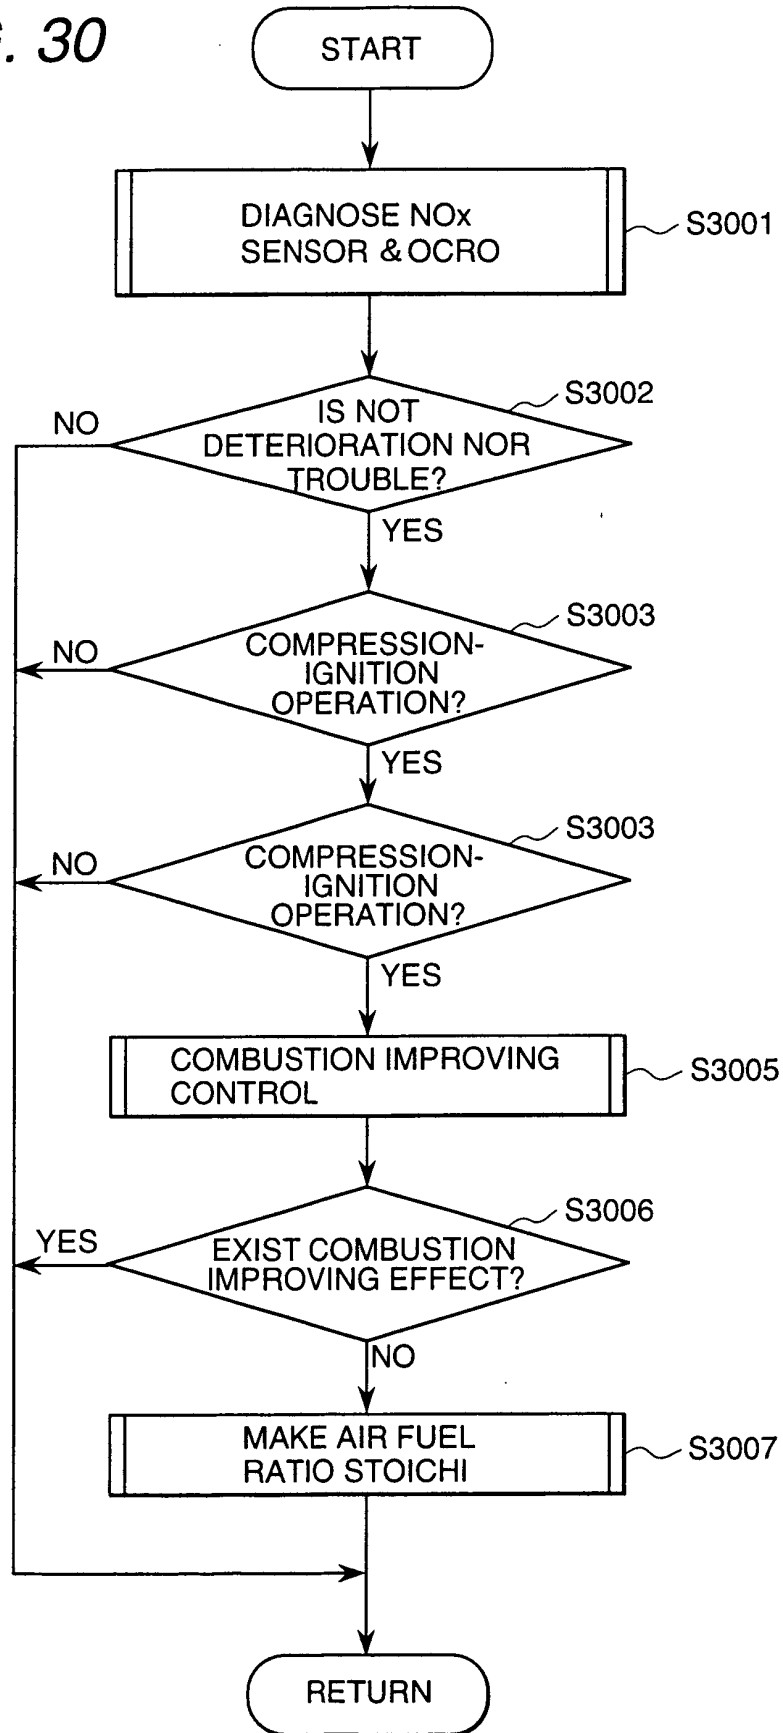 . 30
START
DIAGNOSE NOx
SENSOR & OCRO
S3001
S3002
IS NOT
DETERIORATION NOR
TROUBLE?
NO
YES
S3003
COMPRESSION-
IGNITION
OPERATION?
NO
YES
S3003
COMPRESSION-
IGNITION
OPERATION?
NO
YES
COMBUSTION IMPROVING
CONTROL
S3005
S3006
EXIST COMBUSTION
IMPROVING EFFECT?
YES
NO
MAKE AIR FUEL
RATIO STOICHI
S3007
RETURN